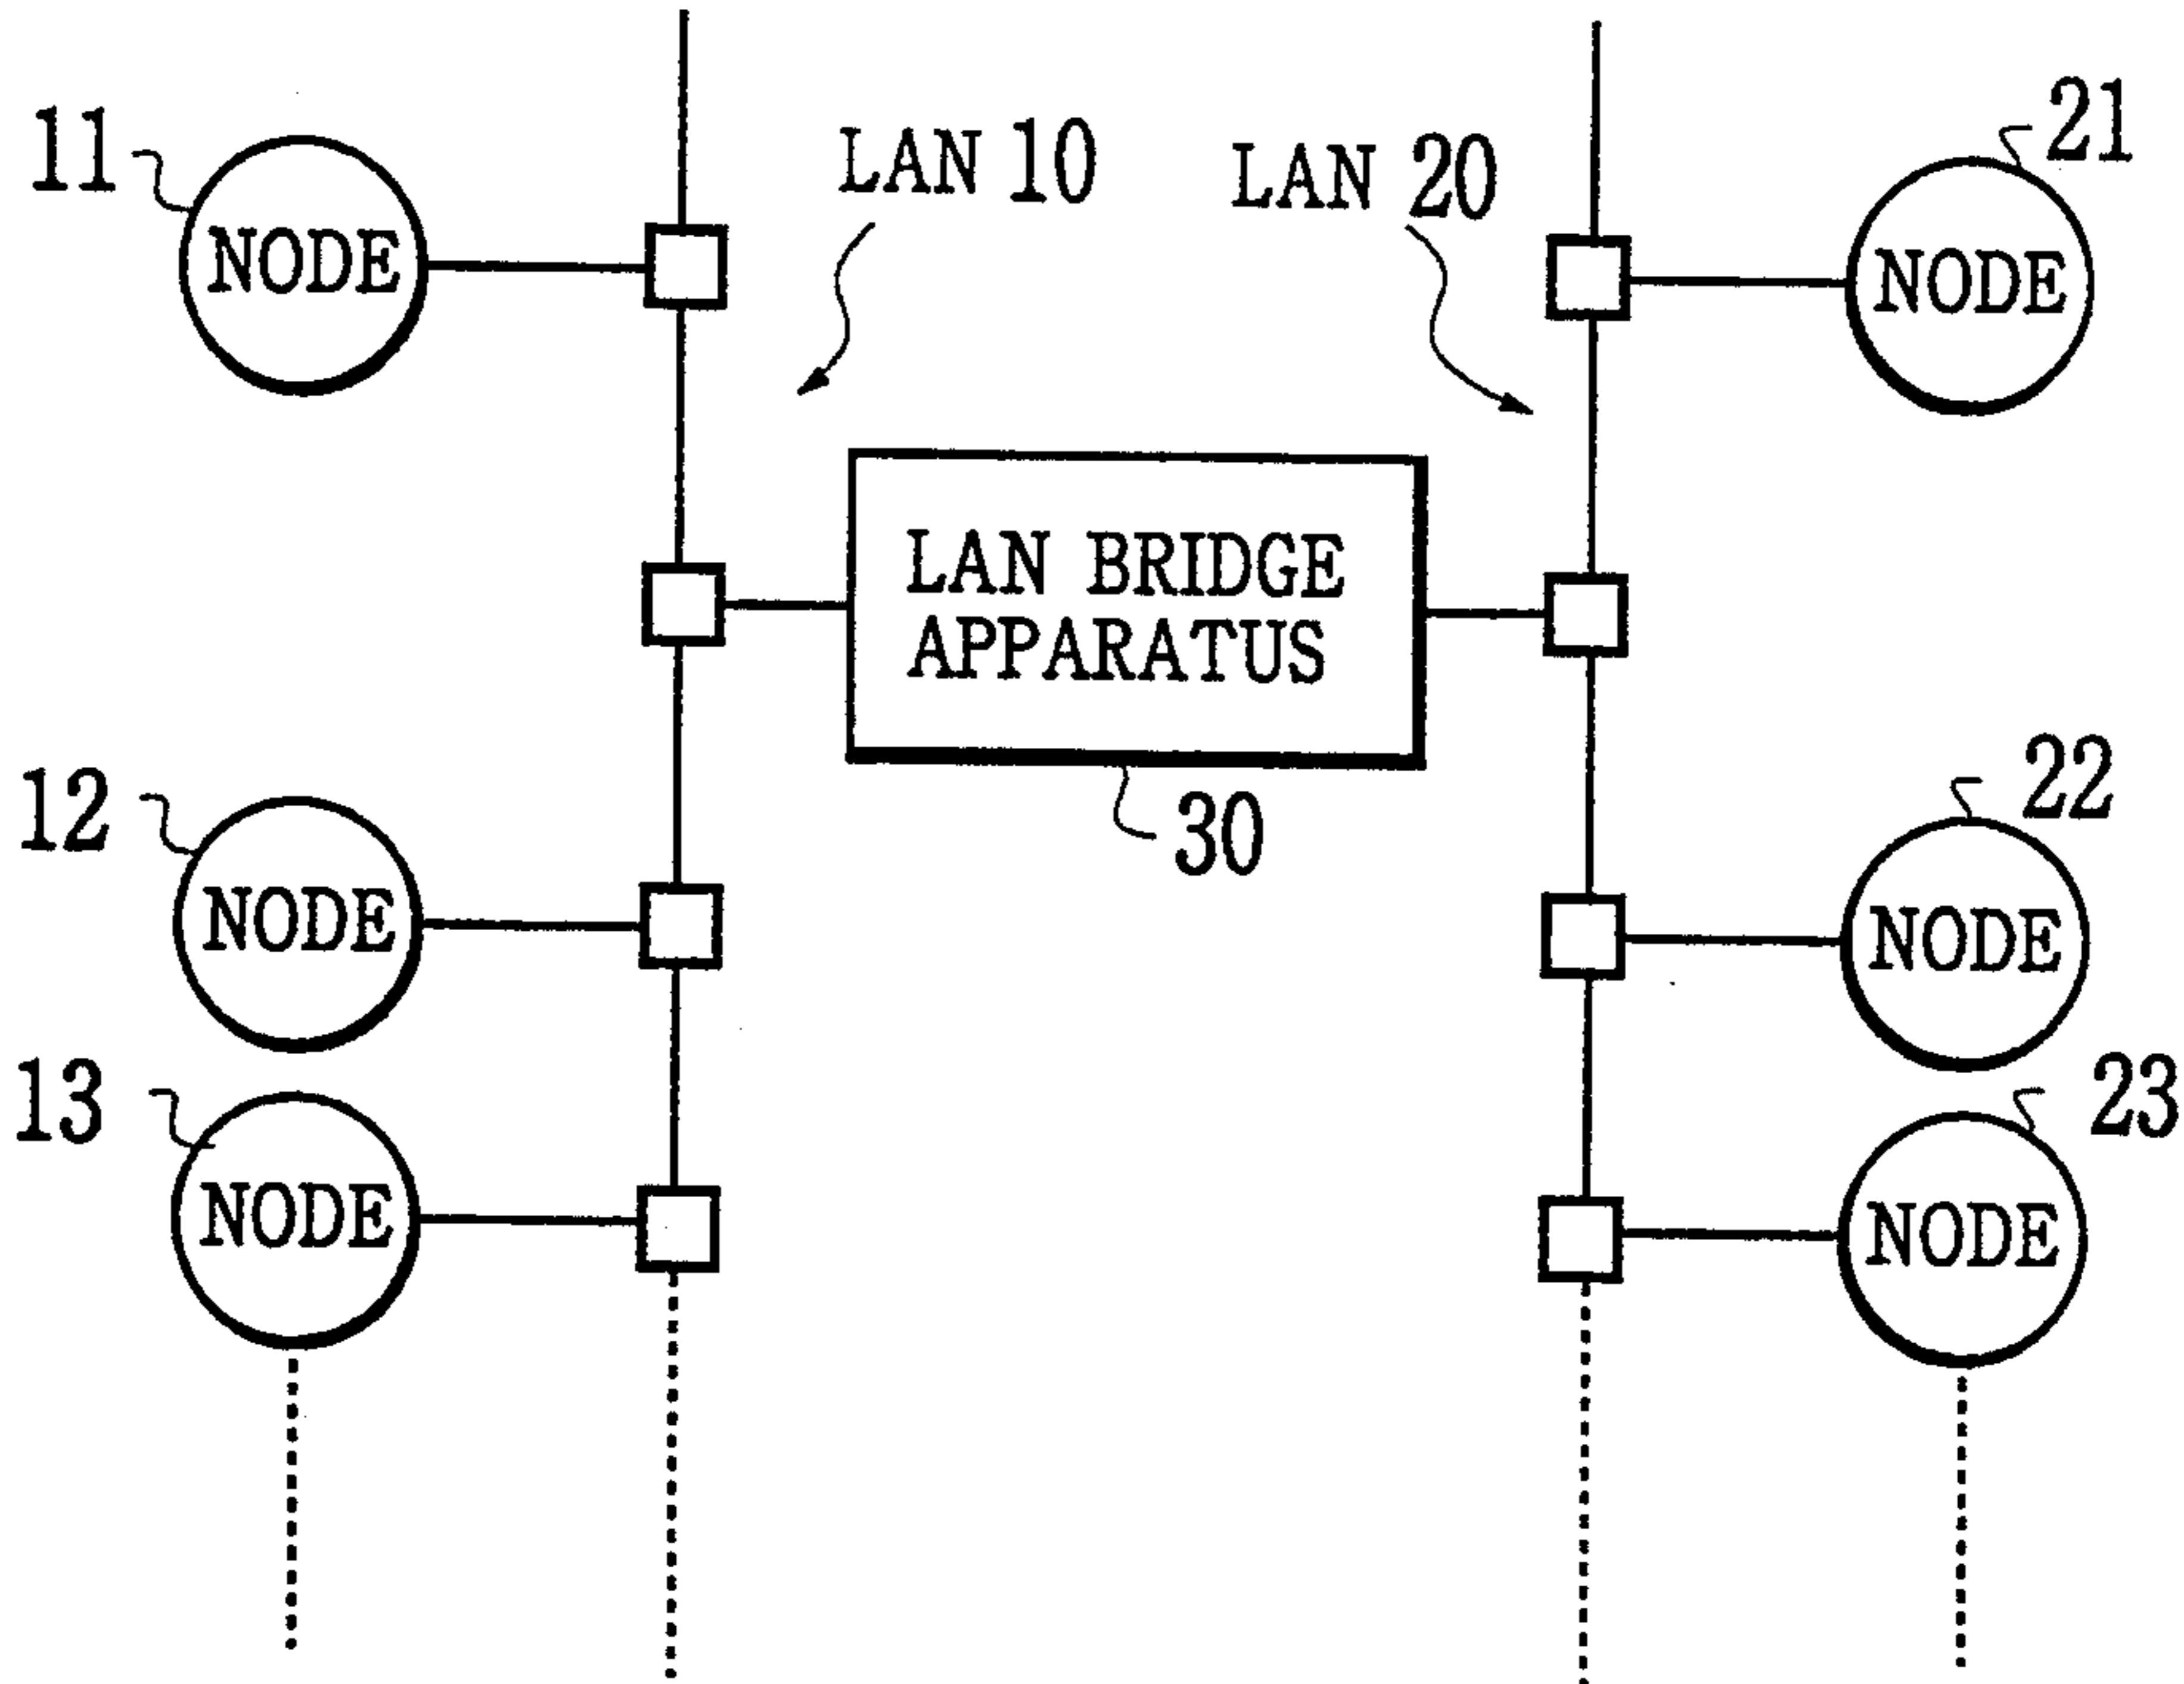 11
NODE
LAN 10
LAN 20
21
NODE
LAN BRIDGE
APPARATUS
30
12
NODE
22
NODE
13
NODE
23
NODE